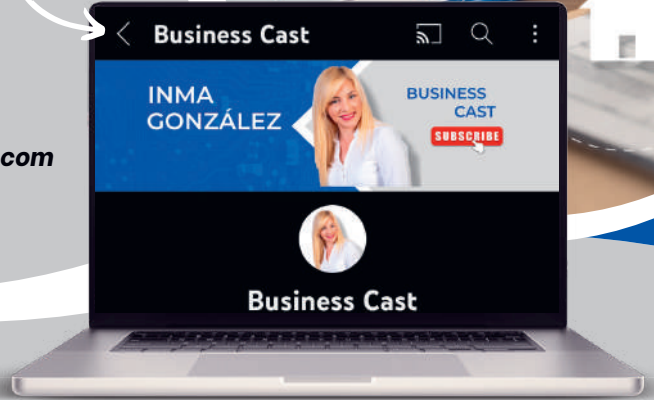 Business Cast
INMA
GONZÁLEZ
BUSINESS
CAST
SUBSCRIBE
.com
Business Cast